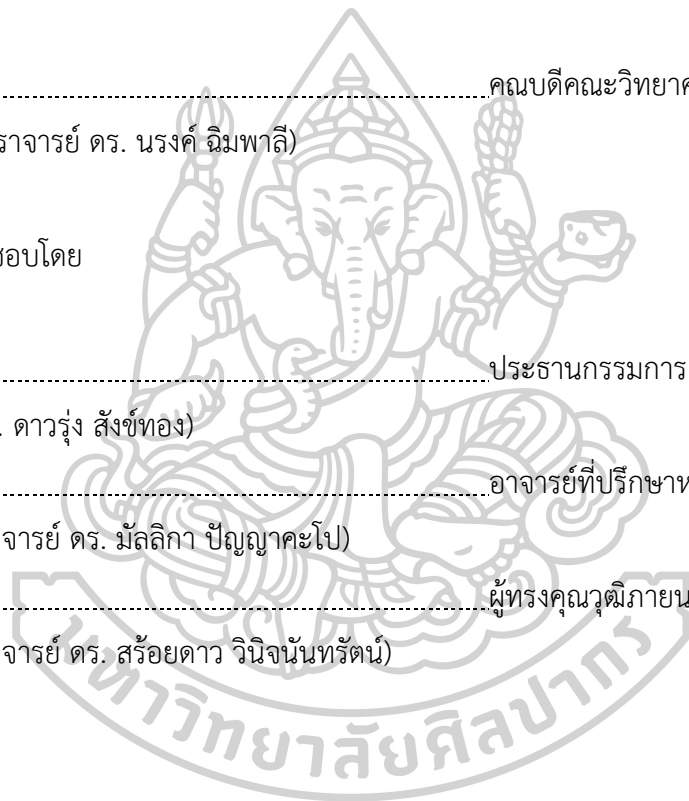 คณบดีคณะวิทยา
ราจารย์ ดร. นรงค์ ฉิมพาลี)
สอบโดย
ประธานกรรมการ
. ดาวรุ่ง สังข์ทอง)
อาจารย์ที่ปรึกษาห
จารย์ ดร. มัลลิกา ปัญญาคะโป)
ผู้ทรงคุณวุฒิภายน
จารย์ ดร. สร้อยดาว วินิจนันทรัตน์)
มหาวิทยาลัยศิลปากร